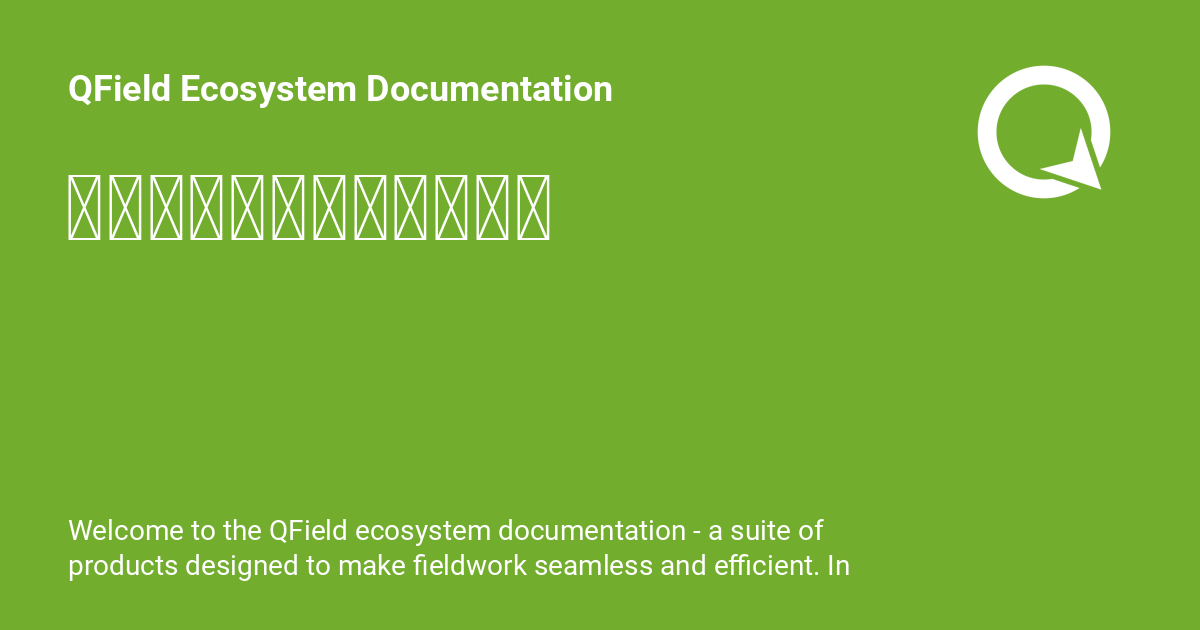 QField Ecosystem Documentation
Welcome to the QField ecosystem documentation - a suite of
products designed to make fieldwork seamless and efficient. In